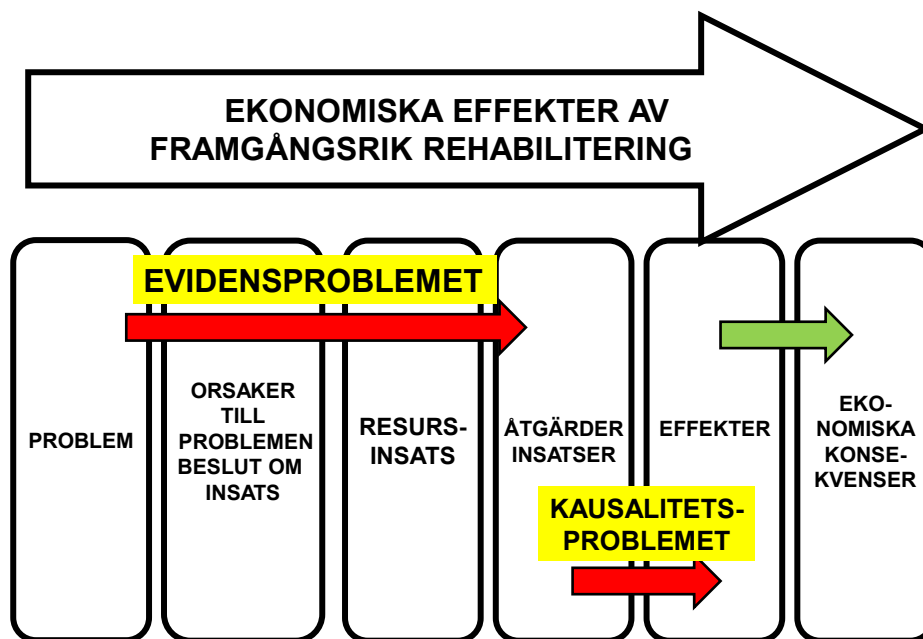 EKONOMISKA EFFEKTER AV
FRAMGÅNGSRIK REHABILITERING
EVIDENSPROBLEMET
PROBLEM
ORSAKER
TILL
PROBLEMEN
BESLUT OM
INSATS
RESURS-
INSATS
ÅTGÄRDER
INSATSER
EFFEKTER
EKO-
NOMISKA
KONSE-
KVENSER
KAUSALITETS-
PROBLEMET